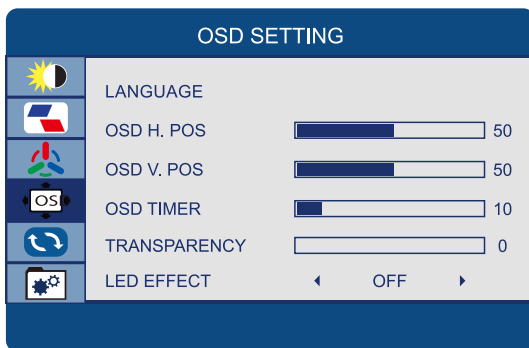 OSD SETTING
LANGUAGE
OSD H. POS 50
OSD V. POS 50
OSD TIMER 10
TRANSPARENCY 0
LED EFFECT OFF
OS